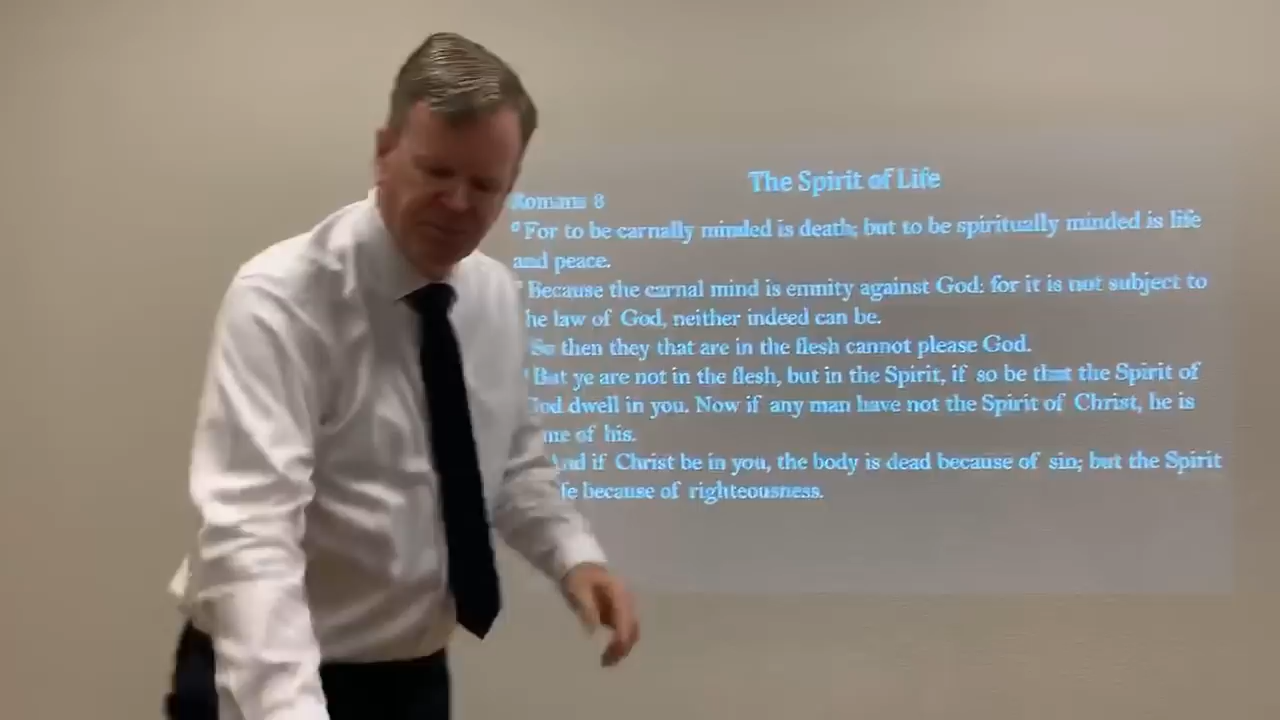 The Spirit of Life
Romans 8
6 For to be carnally minded is death; but to be spiritually minded is life
and peace.
Because the carnal mind is enmity against God: for it is not subject to
he law of God, neither indeed can be.
So then they that are in the flesh cannot please God.
But ye are not in the flesh, but in the Spirit, if so be that the Spirit of
God dwell in you. Now if any man have not the Spirit of Christ, he is
ne of his.
And if Christ be in you, the body is dead because of sin; but the Spirit
fe because of righteousness.